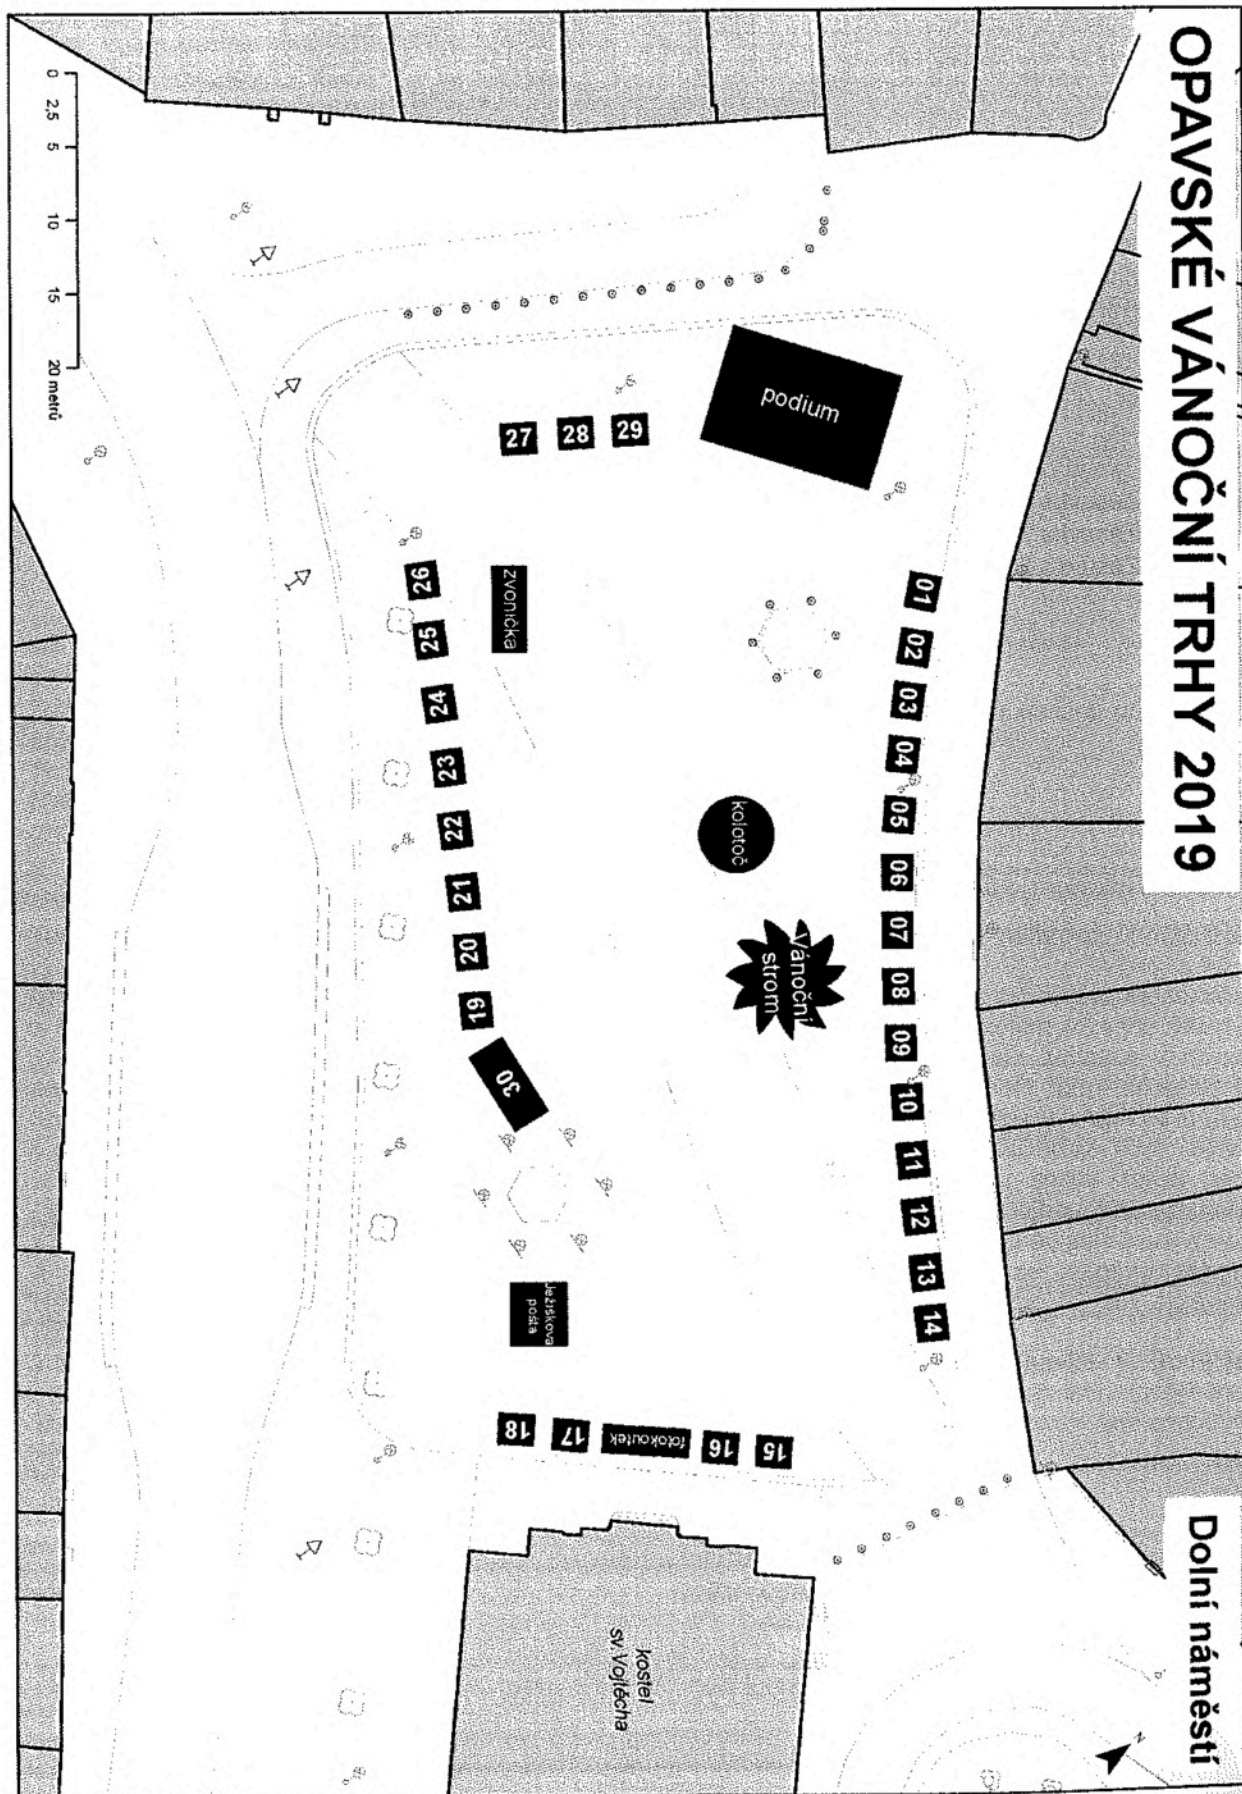 OPAVSKÉ VÁNOČNÍ TRHY 2019
Dolní náměstí
N
podium
01
02
03
04
05
06
07
08
09
10
11
12
13
14
kolotoč
Vánoční
strom
29
28
27
zvonička
26
25
24
23
22
21
20
19
30
Ježíškova
pošta
15
16
fotokoutek
17
18
kostel
sv.Vojtěcha
0 2,5 5 10 15 20 metrů